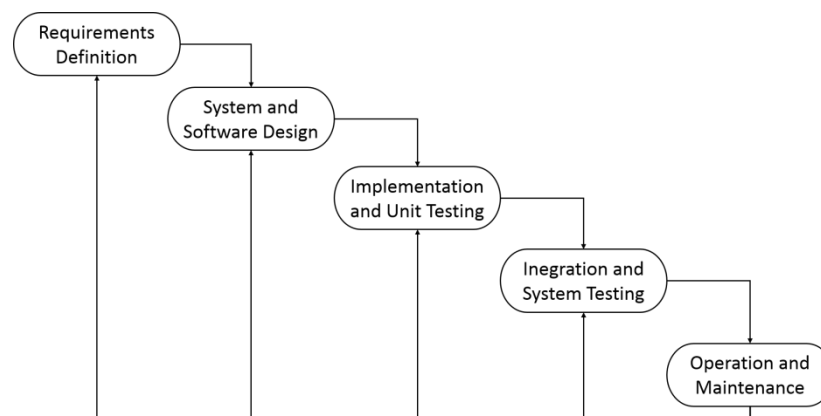 Requirements
Definition
System and
Software Design
Implementation
and Unit Testing
Inegration and
System Testing
Operation and
Maintenance